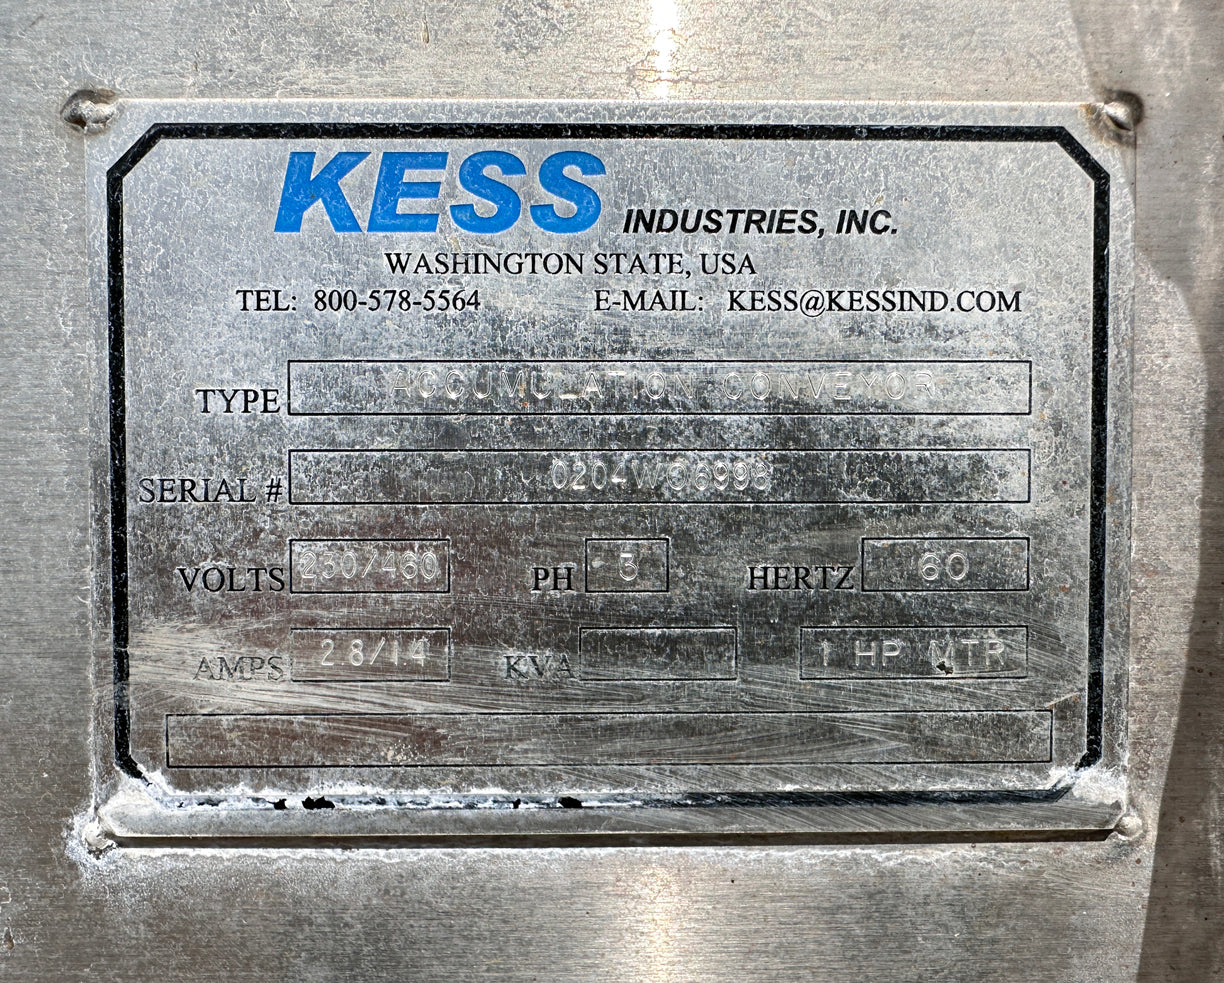 KESS INDUSTRIES, INC.
WASHINGTON STATE, USA
TEL: 800-578-5564 E-MAIL: KESS@KESSIND.COM
TYPE ACCUMULATION CONVEYOR
SERIAL # 0204W36998
VOLTS 230/460 PH 3 HERTZ 60
AMPS 2.8/1.4 KVA 1 HP MTR